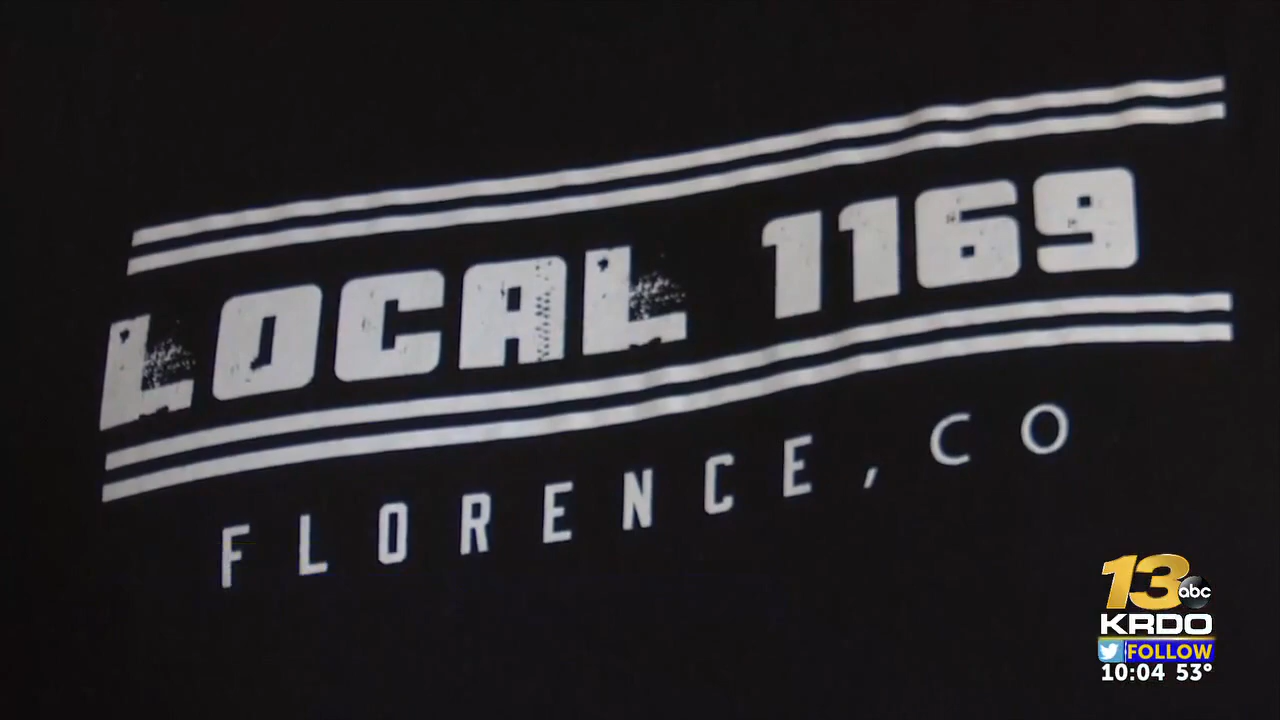 LOCAL 1169
FLORENCE, CO
13 abc
KRDO
FOLLOW
10:04 53°